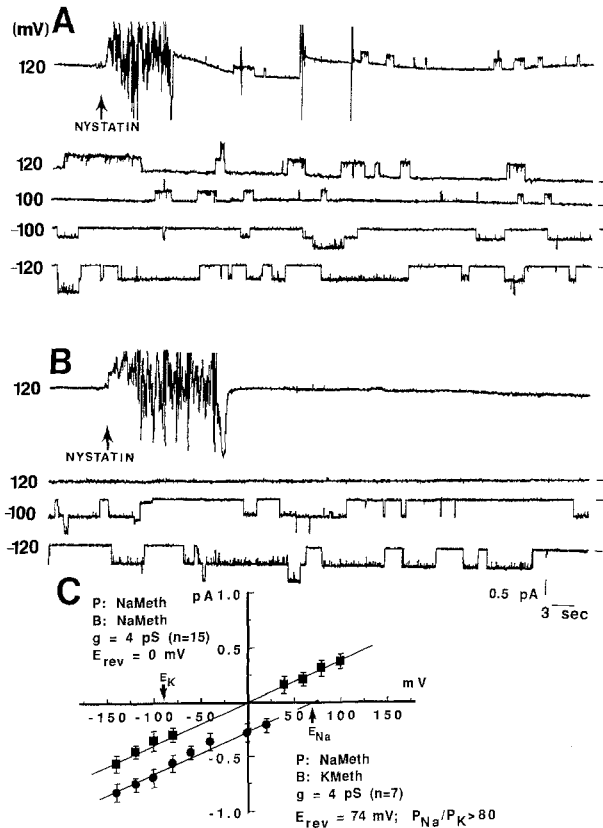 (mV) A
120
NYSTATIN
120
100
-100
-120
B
120
NYSTATIN
120
-100
-120
0.5 pA
3 sec
C
P: NaMeth
B: NaMeth
g = 4 pS (n=15)
E rev = 0 mV
pA
1.0
0.5
E K
mV
-150 -100 -50 0 50 100 150
E Na
-0.5
-1.0
P: NaMeth
B: KMeth
g = 4 pS (n=7)
E rev = 74 mV; P Na/P K>80